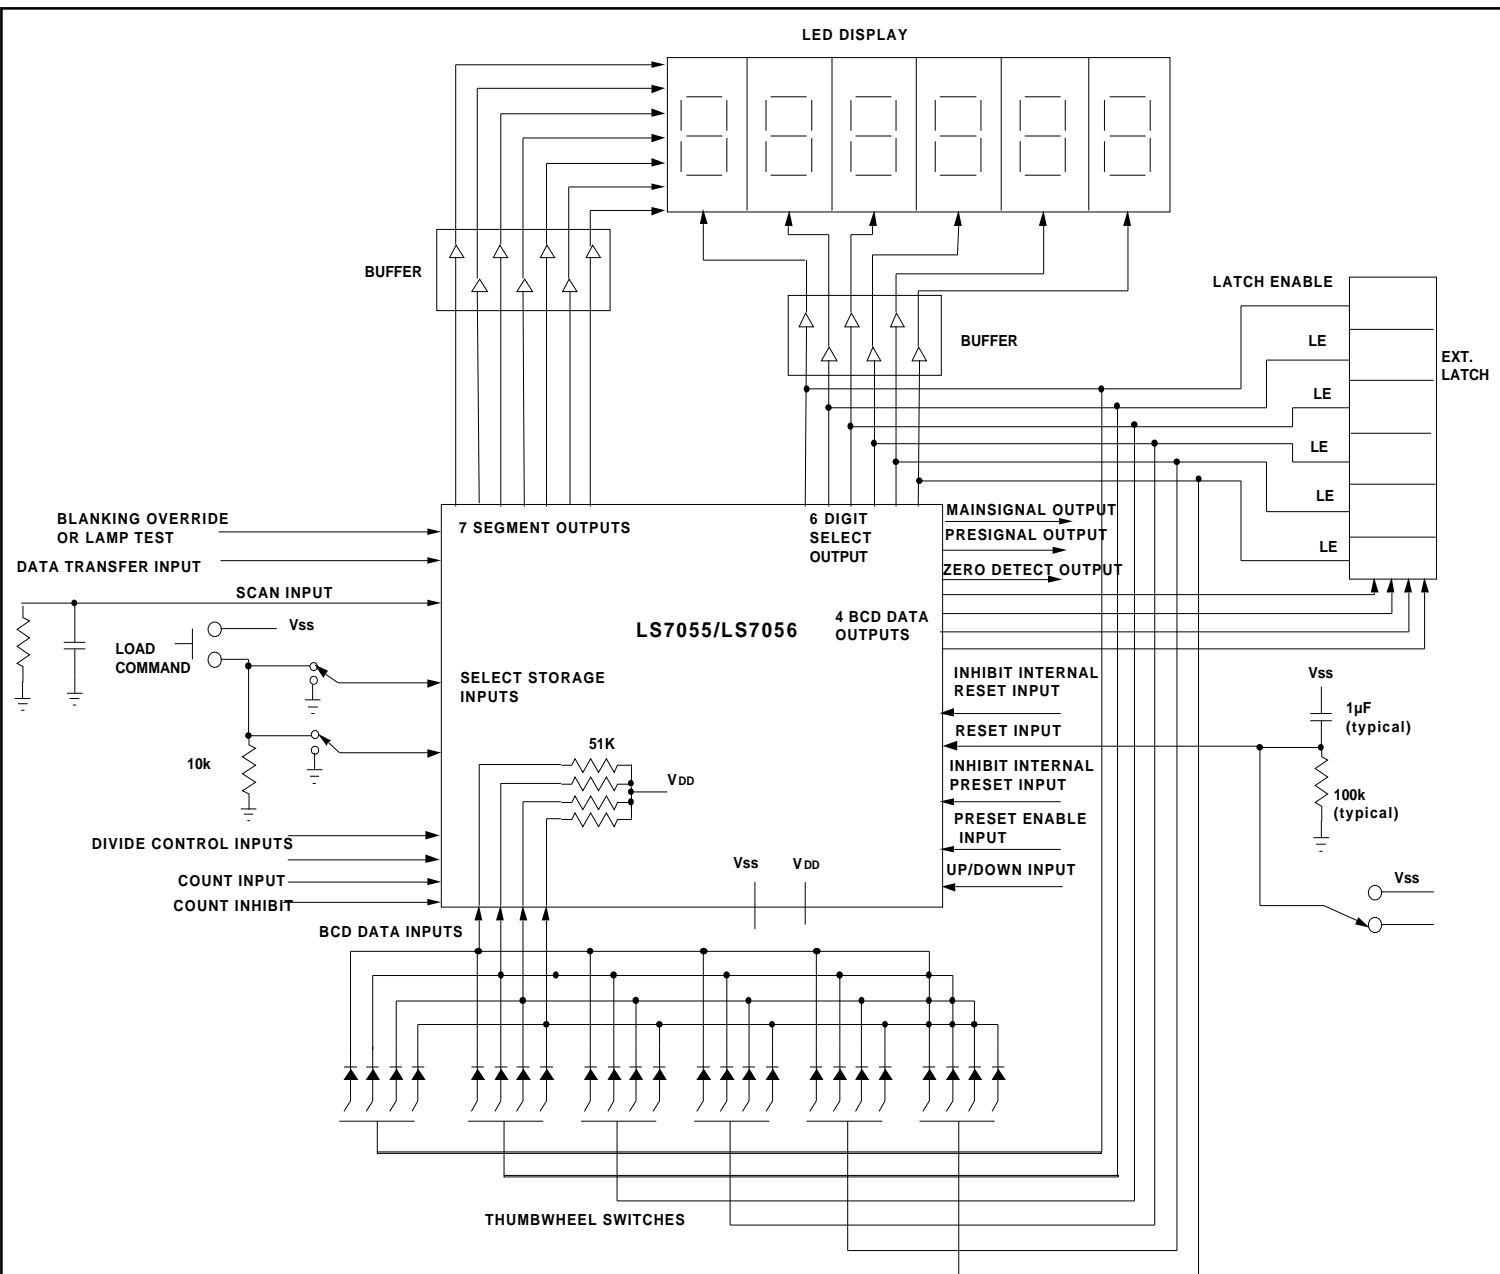 LED DISPLAY
BUFFER
LATCH ENABLE
BUFFER
LE
EXT.
LATCH
LE
LE
LE
LE
BLANKING OVERRIDE
OR LAMP TEST
7 SEGMENT OUTPUTS
6 DIGIT
SELECT
OUTPUT
MAINSIGNAL OUTPUT
PRESIGNAL OUTPUT
DATA TRANSFER INPUT
ZERO DETECT OUTPUT
SCAN INPUT
Vss
LS7055/LS7056
4 BCD DATA
OUTPUTS
LOAD
COMMAND
SELECT STORAGE
INPUTS
INHIBIT INTERNAL
RESET INPUT
Vss
1µF
(typical)
RESET INPUT
51K
10k
VDD
INHIBIT INTERNAL
PRESET INPUT
100k
(typical)
PRESET ENABLE
INPUT
DIVIDE CONTROL INPUTS
Vss
VDD
UP/DOWN INPUT
COUNT INPUT
Vss
COUNT INHIBIT
BCD DATA INPUTS
THUMBWHEEL SWITCHES